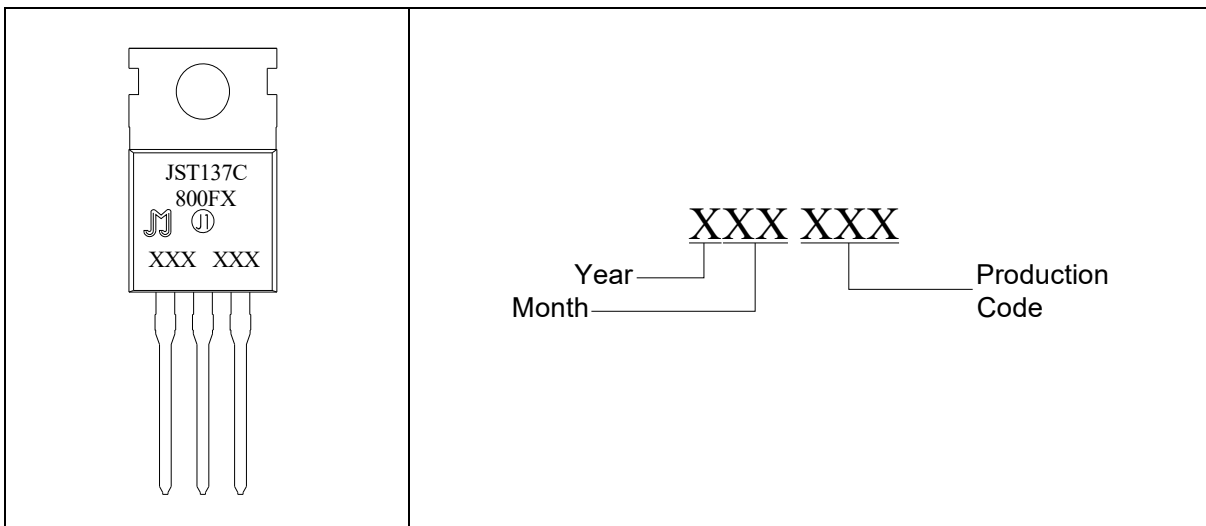 JST137C
800FX
J1
XXX XXX
XXX XXX
Year
Month
Production
Code